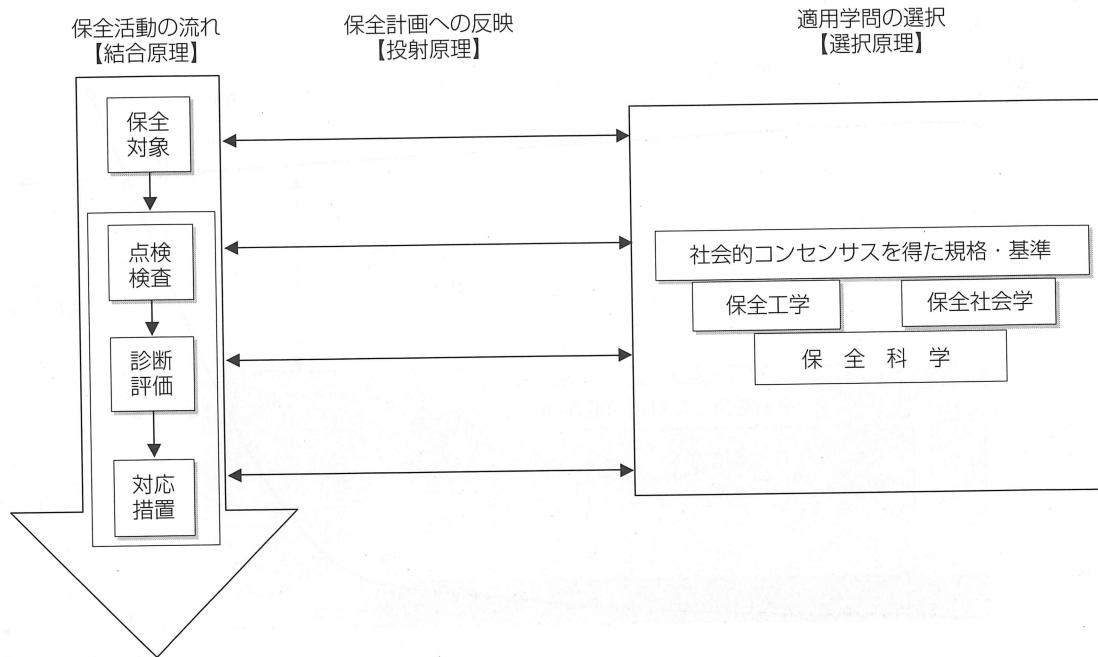 保全活動の流れ
【結合原理】
保全計画への反映
【投射原理】
適用学問の選択
【選択原理】
保全
対象
点検
検査
診断
評価
対応
措置
社会的コンセンサスを得た規格・基準
保全工学
保全社会学
保全科学